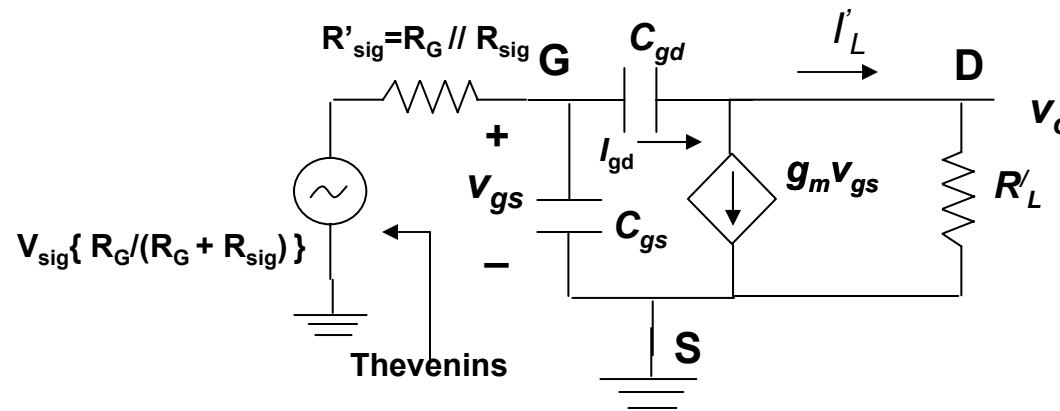 R'sig=RG // Rsig
G
Cgd
I'L
D
vo
+
Igd
vgs
gmvgs
R/L
Cgs
Vsig{ RG/(RG + Rsig) }
–
S
Thevenins